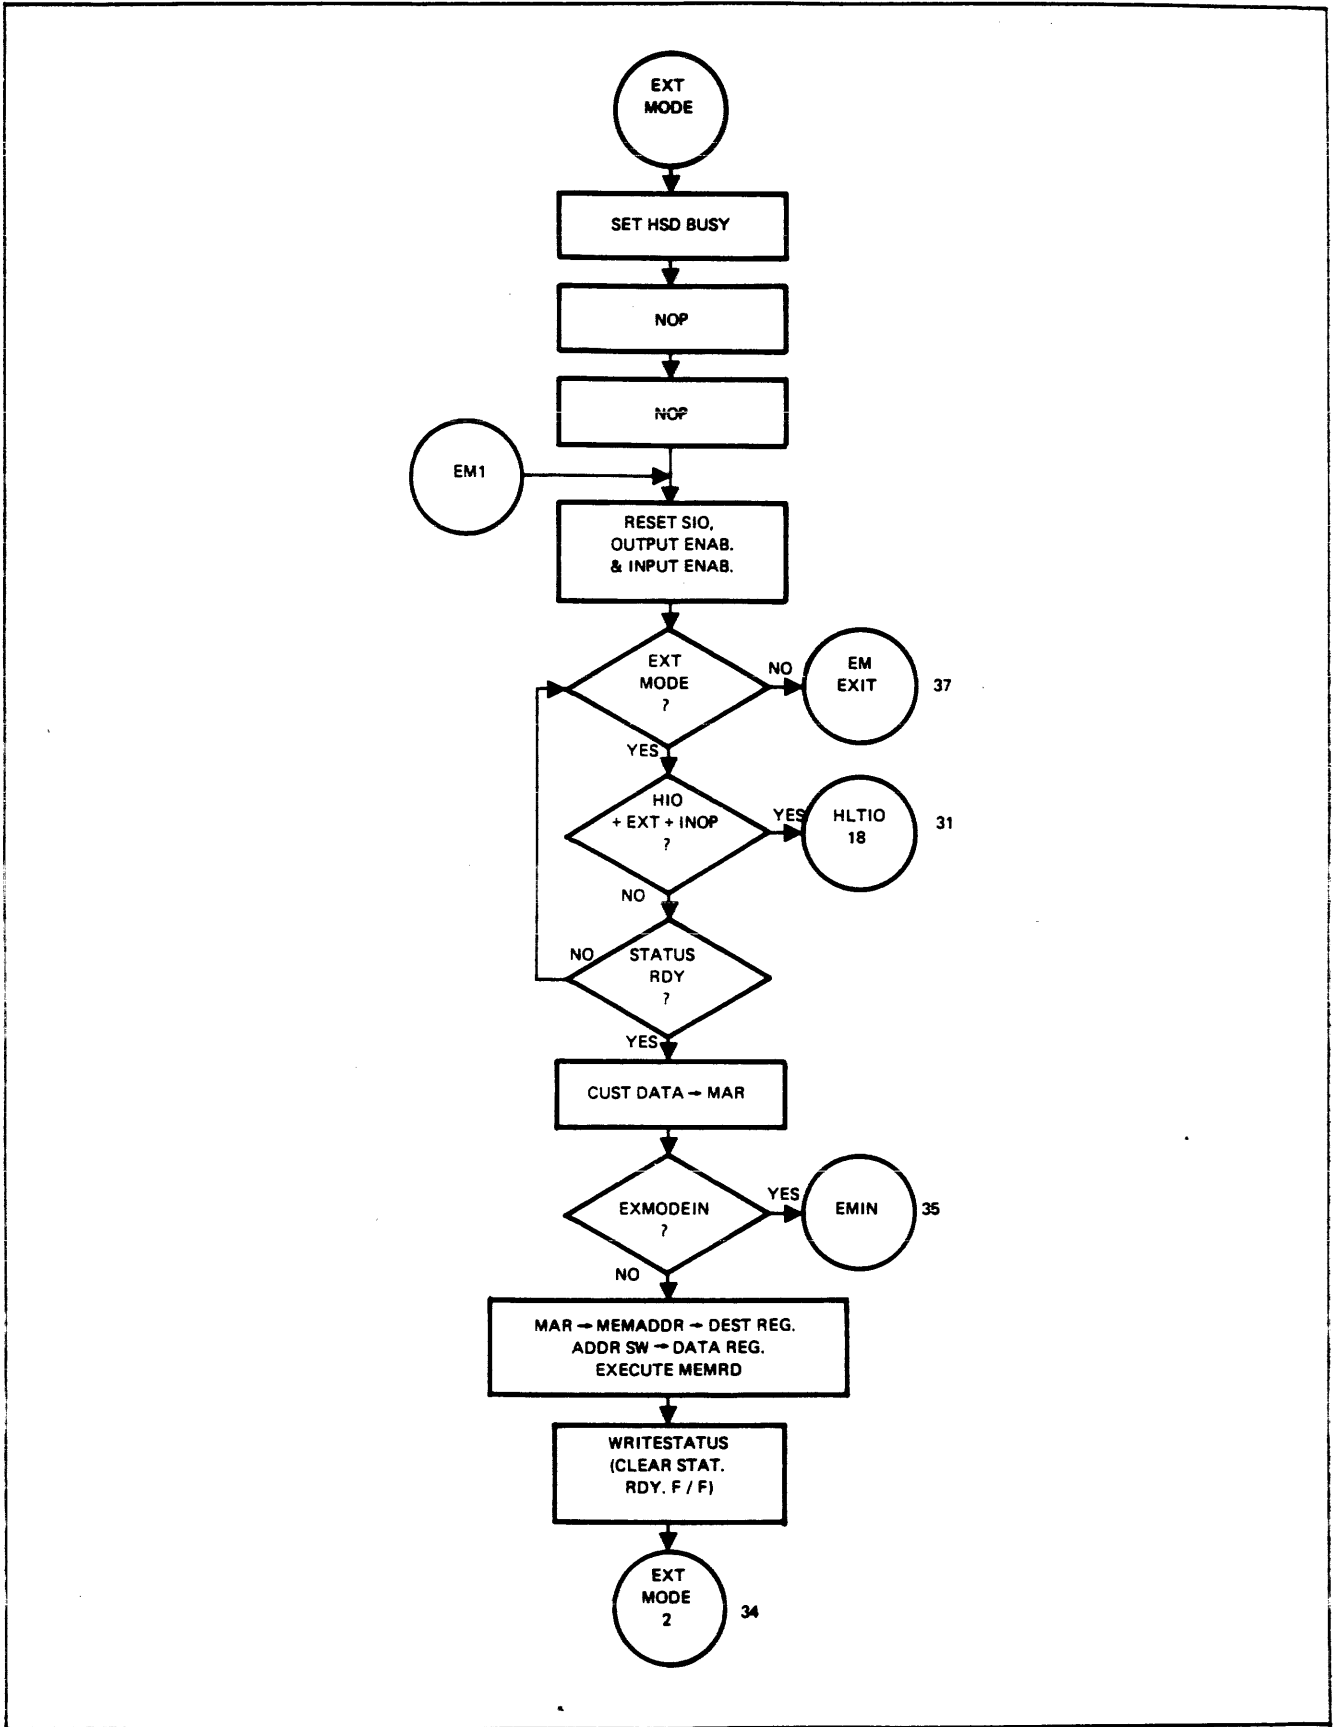 EXT
MODE
SET HSD BUSY
NOP
NOP
EM1
RESET SIO,
OUTPUT ENAB.
& INPUT ENAB.
EXT
MODE
?
NO
EM
EXIT
37
YES
HIO
+ EXT + INOP
?
YES
HLTIO
18
31
NO
STATUS
RDY
?
NO
YES
CUST DATA → MAR
EXMODEIN
?
YES
EMIN
35
NO
MAR → MEMADDR → DEST REG.
ADDR SW → DATA REG.
EXECUTE MEMRD
WRITESTATUS
(CLEAR STAT.
RDY. F / F)
EXT
MODE
2
34